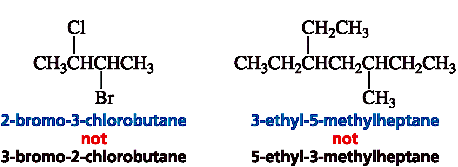 Cl
CH₃CHCHCH₃
Br
2-bromo-3-chlorobutane
not
3-bromo-2-chlorobutane
CH₂CH₃
CH₃CH₂CHCH₂CHCH₂CH₃
CH₃
3-ethyl-5-methylheptane
not
5-ethyl-3-methylheptane